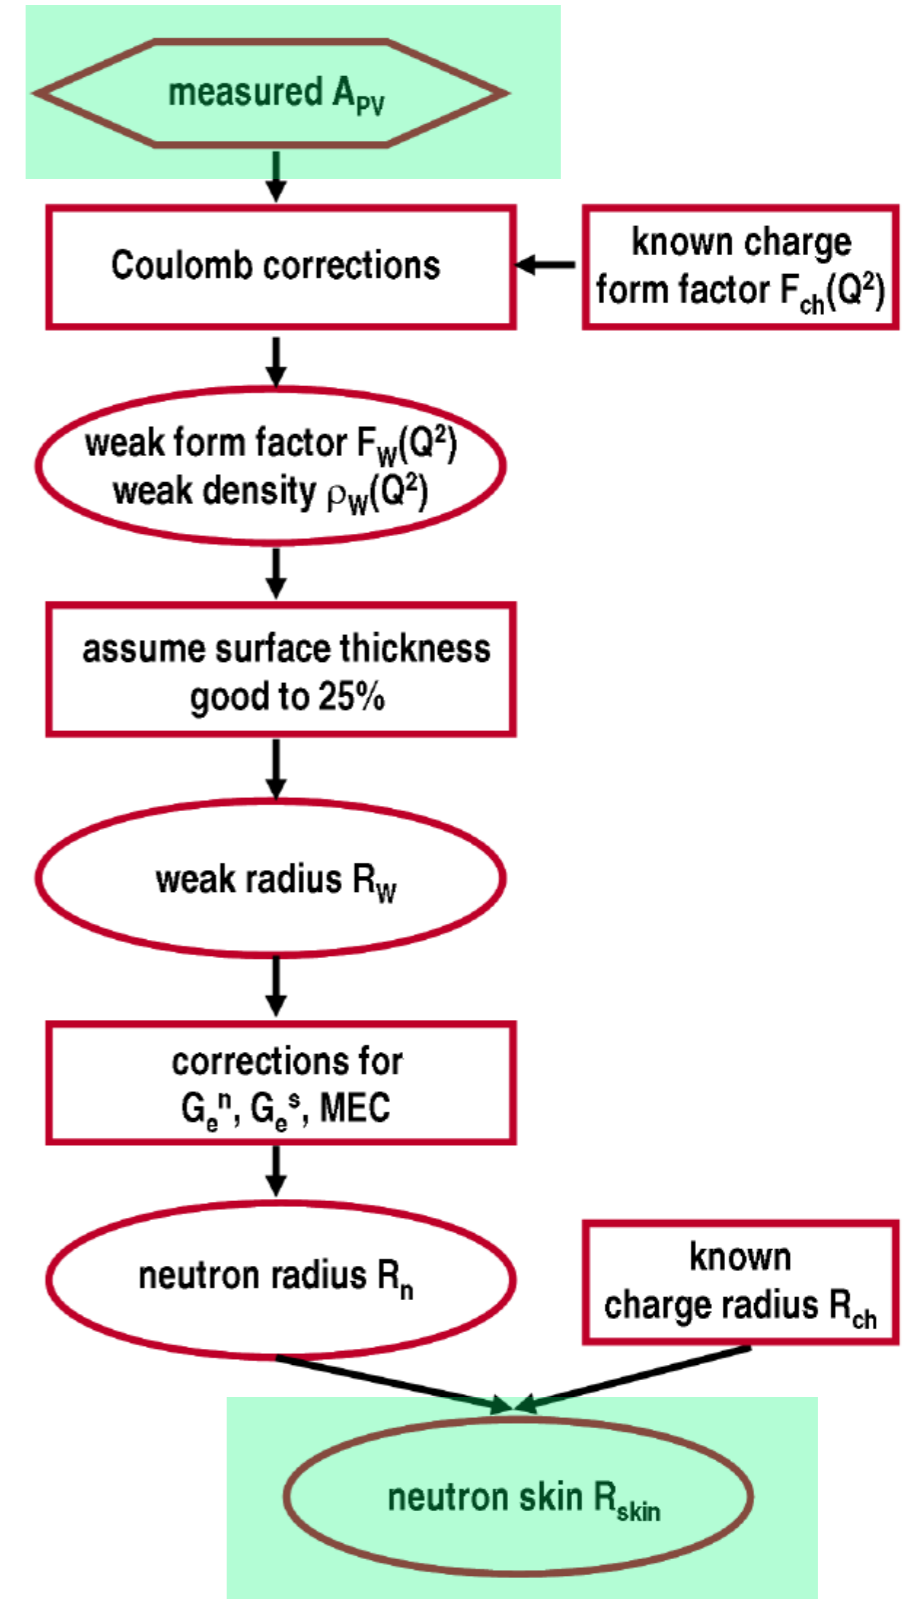 measured A_PV
Coulomb corrections
known charge
form factor F_ch(Q²)
weak form factor F_W(Q²)
weak density ρ_W(Q²)
assume surface thickness
good to 25%
weak radius R_W
corrections for
G_e^n, G_e^s, MEC
neutron radius R_n
known
charge radius R_ch
neutron skin R_skin